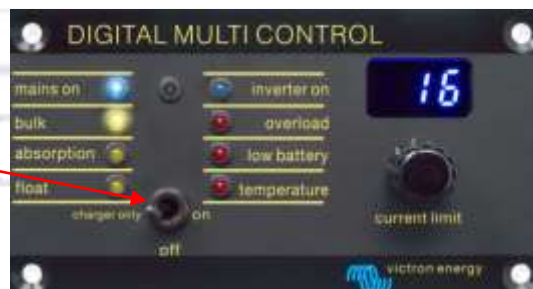 DIGITAL MULTI CONTROL
mains on
bulk
absorption
float
inverter on
overload
low battery
temperature
16
charger only
on
off
current limit
victron energy